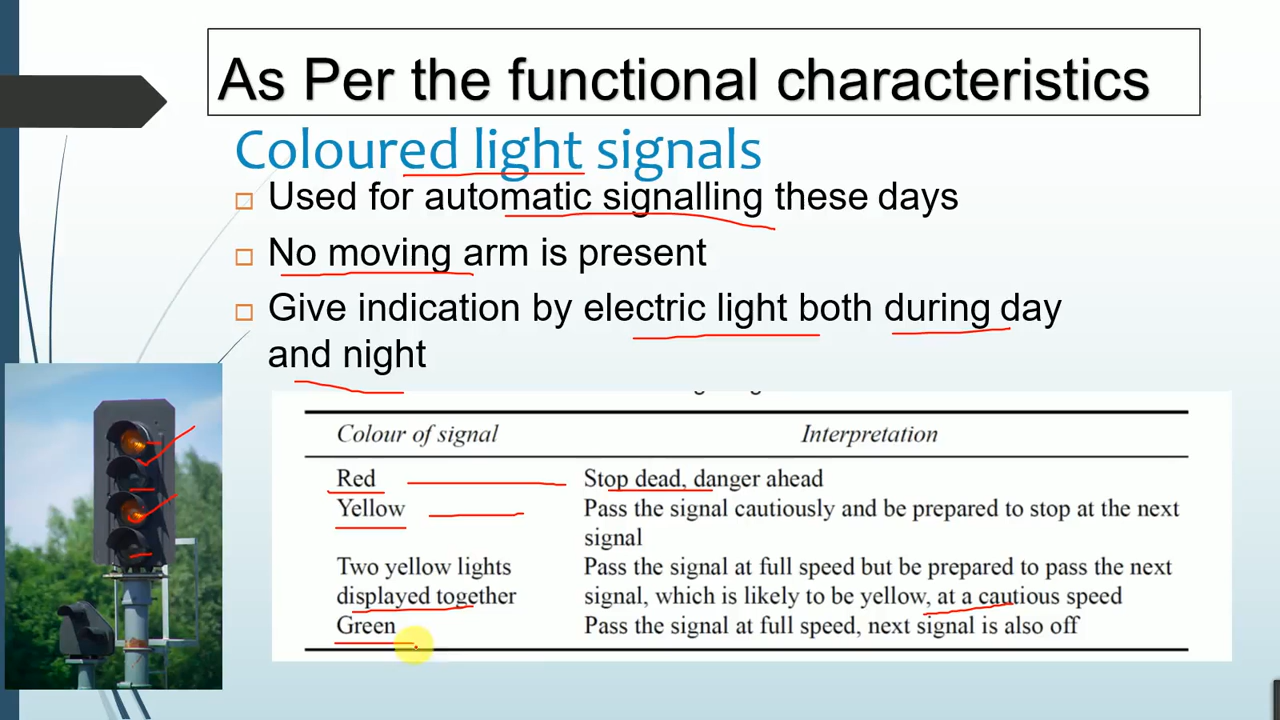 As Per the functional characteristics
Coloured light signals
Used for automatic signalling these days
No moving arm is present
Give indication by electric light both during day
and night
Colour of signal Interpretation
Red Stop dead, danger ahead
Yellow Pass the signal cautiously and be prepared to stop at the next
signal
Two yellow lights Pass the signal at full speed but be prepared to pass the next
displayed together signal, which is likely to be yellow, at a cautious speed
Green Pass the signal at full speed, next signal is also off